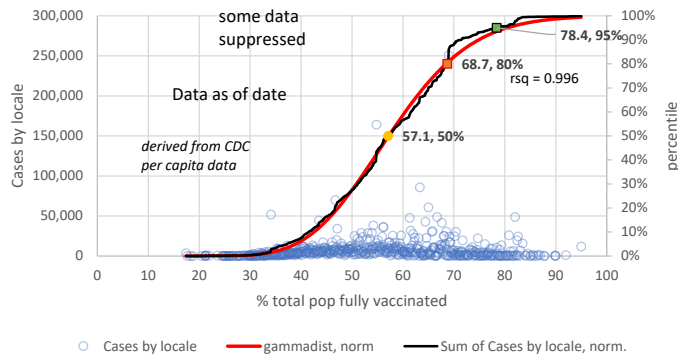 some data
suppressed
Data as of date
derived from CDC
per capita data
78.4, 95%
68.7, 80%
rsq = 0.996
57.1, 50%
Cases by locale
300,000
250,000
200,000
150,000
100,000
50,000
0
100%
90%
80%
70%
60%
50%
40%
30%
20%
10%
0%
percentile
0 10 20 30 40 50 60 70 80 90 100
% total pop fully vaccinated
Cases by locale gammadist, norm Sum of Cases by locale, norm.